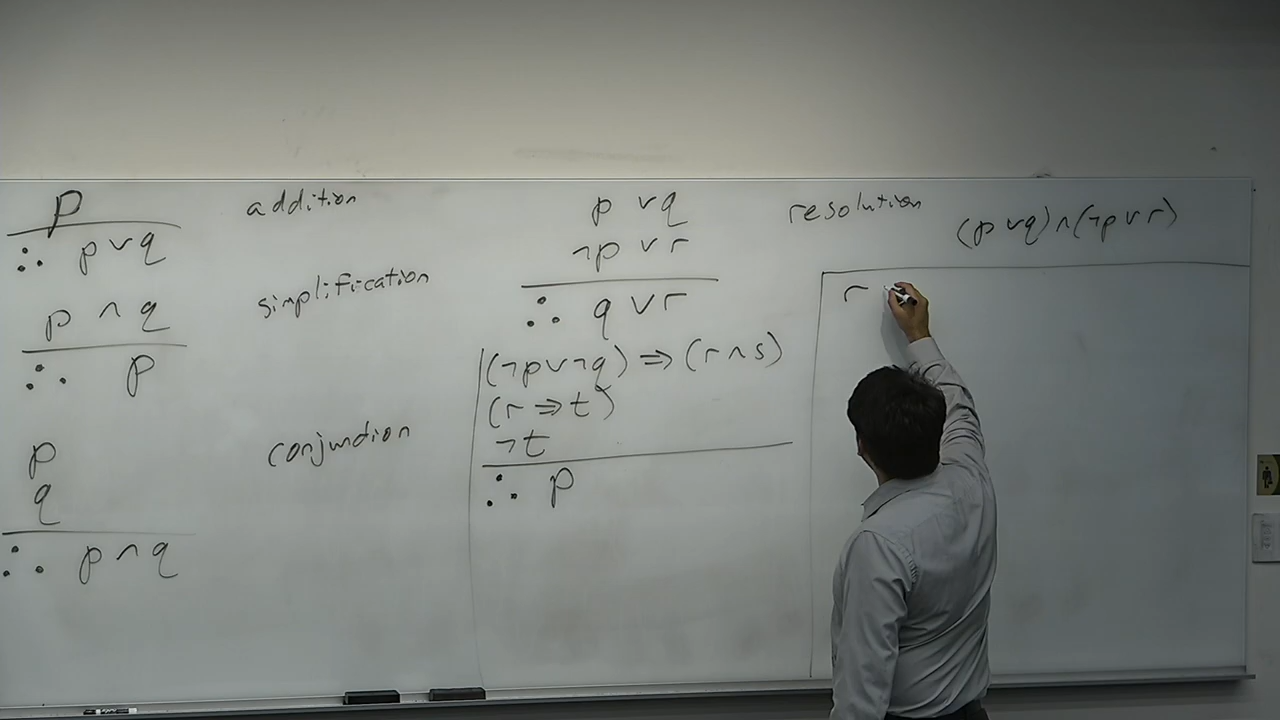 p
∴ p ∨ q
addition
p ∧ q
∴ p
simplification
p
q
∴ p ∧ q
conjunction
p ∨ q
¬p ∨ r
∴ q ∨ r
resolution
(p ∨ q) ∧ (¬p ∨ r)
(¬p ∨ ¬q) ⇒ (r ∧ s)
(r ⇒ t)
¬t
∴ p
r